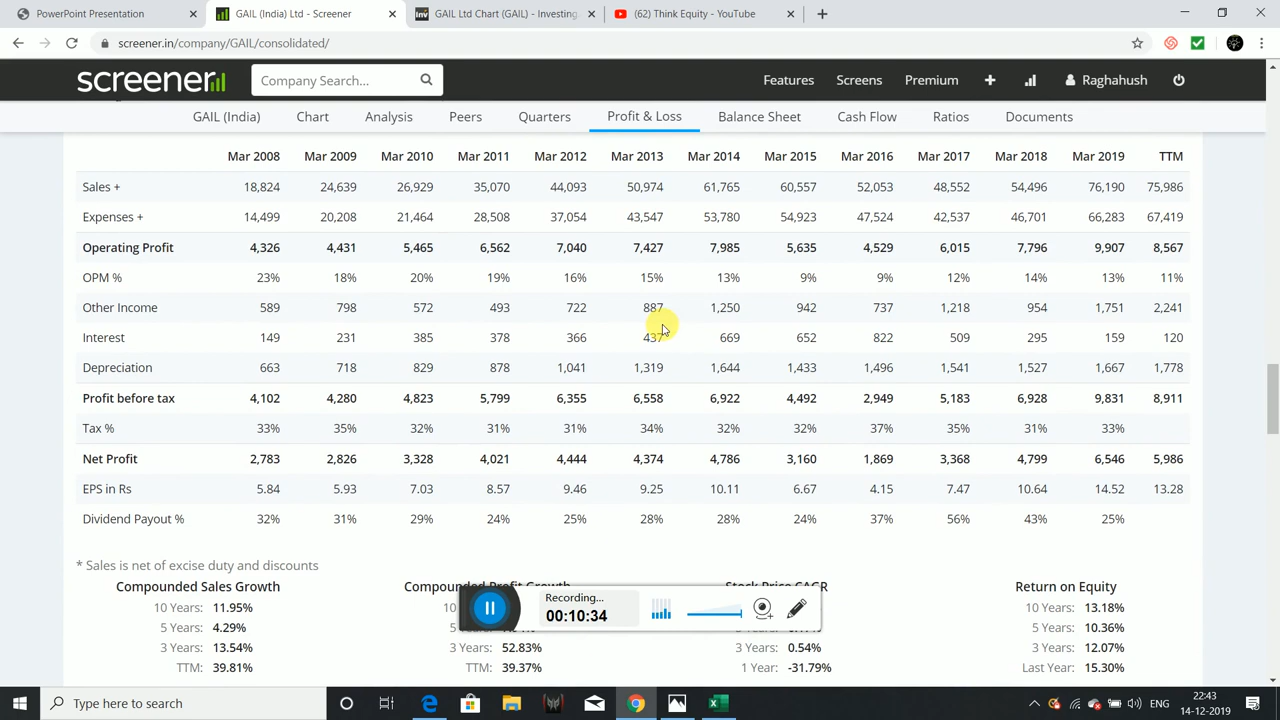 PowerPoint Presentation
GAIL (India) Ltd - Screener
GAIL Ltd Chart (GAIL) - Investing
(62) Think Equity - YouTube
screener.in/company/GAIL/consolidated/
screener
Company Search...
Features Screens Premium Raghahush
GAIL (India) Chart Analysis Peers Quarters Profit & Loss Balance Sheet Cash Flow Ratios Documents
Mar 2008 Mar 2009 Mar 2010 Mar 2011 Mar 2012 Mar 2013 Mar 2014 Mar 2015 Mar 2016 Mar 2017 Mar 2018 Mar 2019 TTM
Sales + 18,824 24,639 26,929 35,070 44,093 50,974 61,765 60,557 52,053 48,552 54,496 76,190 75,986
Expenses + 14,499 20,208 21,464 28,508 37,054 43,547 53,780 54,923 47,524 42,537 46,701 66,283 67,419
Operating Profit 4,326 4,431 5,465 6,562 7,040 7,427 7,985 5,635 4,529 6,015 7,796 9,907 8,567
OPM % 23% 18% 20% 19% 16% 15% 13% 9% 9% 12% 14% 13% 11%
Other Income 589 798 572 493 722 887 1,250 942 737 1,218 954 1,751 2,241
Interest 149 231 385 378 366 437 669 652 822 509 295 159 120
Depreciation 663 718 829 878 1,041 1,319 1,644 1,433 1,496 1,541 1,527 1,667 1,778
Profit before tax 4,102 4,280 4,823 5,799 6,355 6,558 6,922 4,492 2,949 5,183 6,928 9,831 8,911
Tax % 33% 35% 32% 31% 31% 34% 32% 32% 37% 35% 31% 33%
Net Profit 2,783 2,826 3,328 4,021 4,444 4,374 4,786 3,160 1,869 3,368 4,799 6,546 5,986
EPS in Rs 5.84 5.93 7.03 8.57 9.46 9.25 10.11 6.67 4.15 7.47 10.64 14.52 13.28
Dividend Payout % 32% 31% 29% 24% 25% 28% 28% 24% 37% 56% 43% 25%
* Sales is net of excise duty and discounts
Compounded Sales Growth
10 Years: 11.95%
5 Years: 4.29%
3 Years: 13.54%
TTM: 39.81%
Compounded Profit Growth
10
3 Years: 52.83%
TTM: 39.37%
Stock Price CAGR
3 Years: 0.54%
1 Year: -31.79%
Return on Equity
10 Years: 13.18%
5 Years: 10.36%
3 Years: 12.07%
Last Year: 15.30%
Recording...
00:10:34
Type here to search
ENG
22:43
14-12-2019